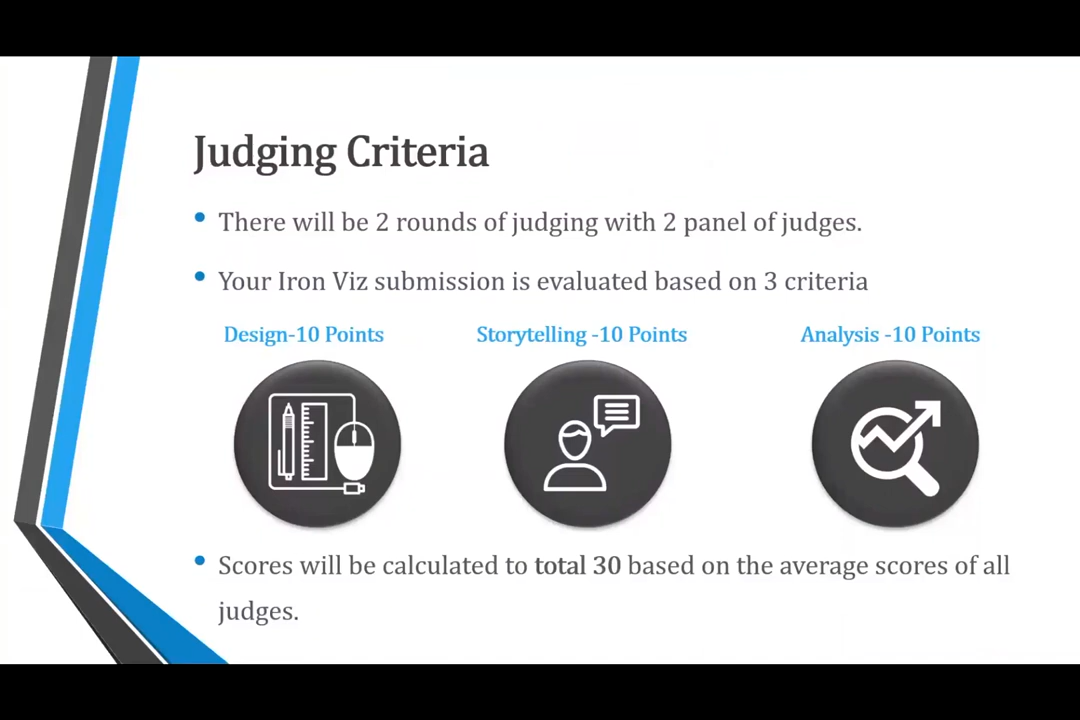 Judging Criteria
• There will be 2 rounds of judging with 2 panel of judges.
• Your Iron Viz submission is evaluated based on 3 criteria
Design-10 Points
Storytelling -10 Points
Analysis -10 Points
• Scores will be calculated to total 30 based on the average scores of all
judges.